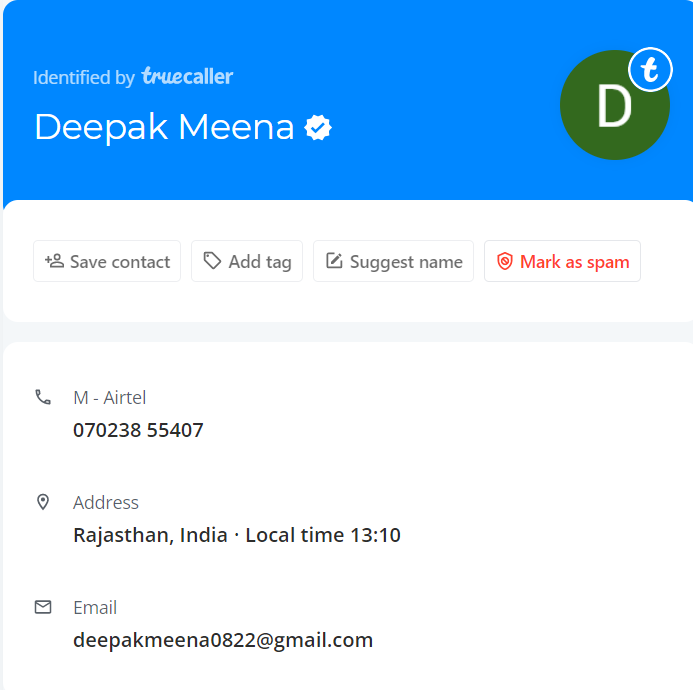 Identified by truecaller
Deepak Meena
D
t
Save contact
Add tag
Suggest name
Mark as spam
M - Airtel
070238 55407
Address
Rajasthan, India · Local time 13:10
Email
deepakmeena0822@gmail.com